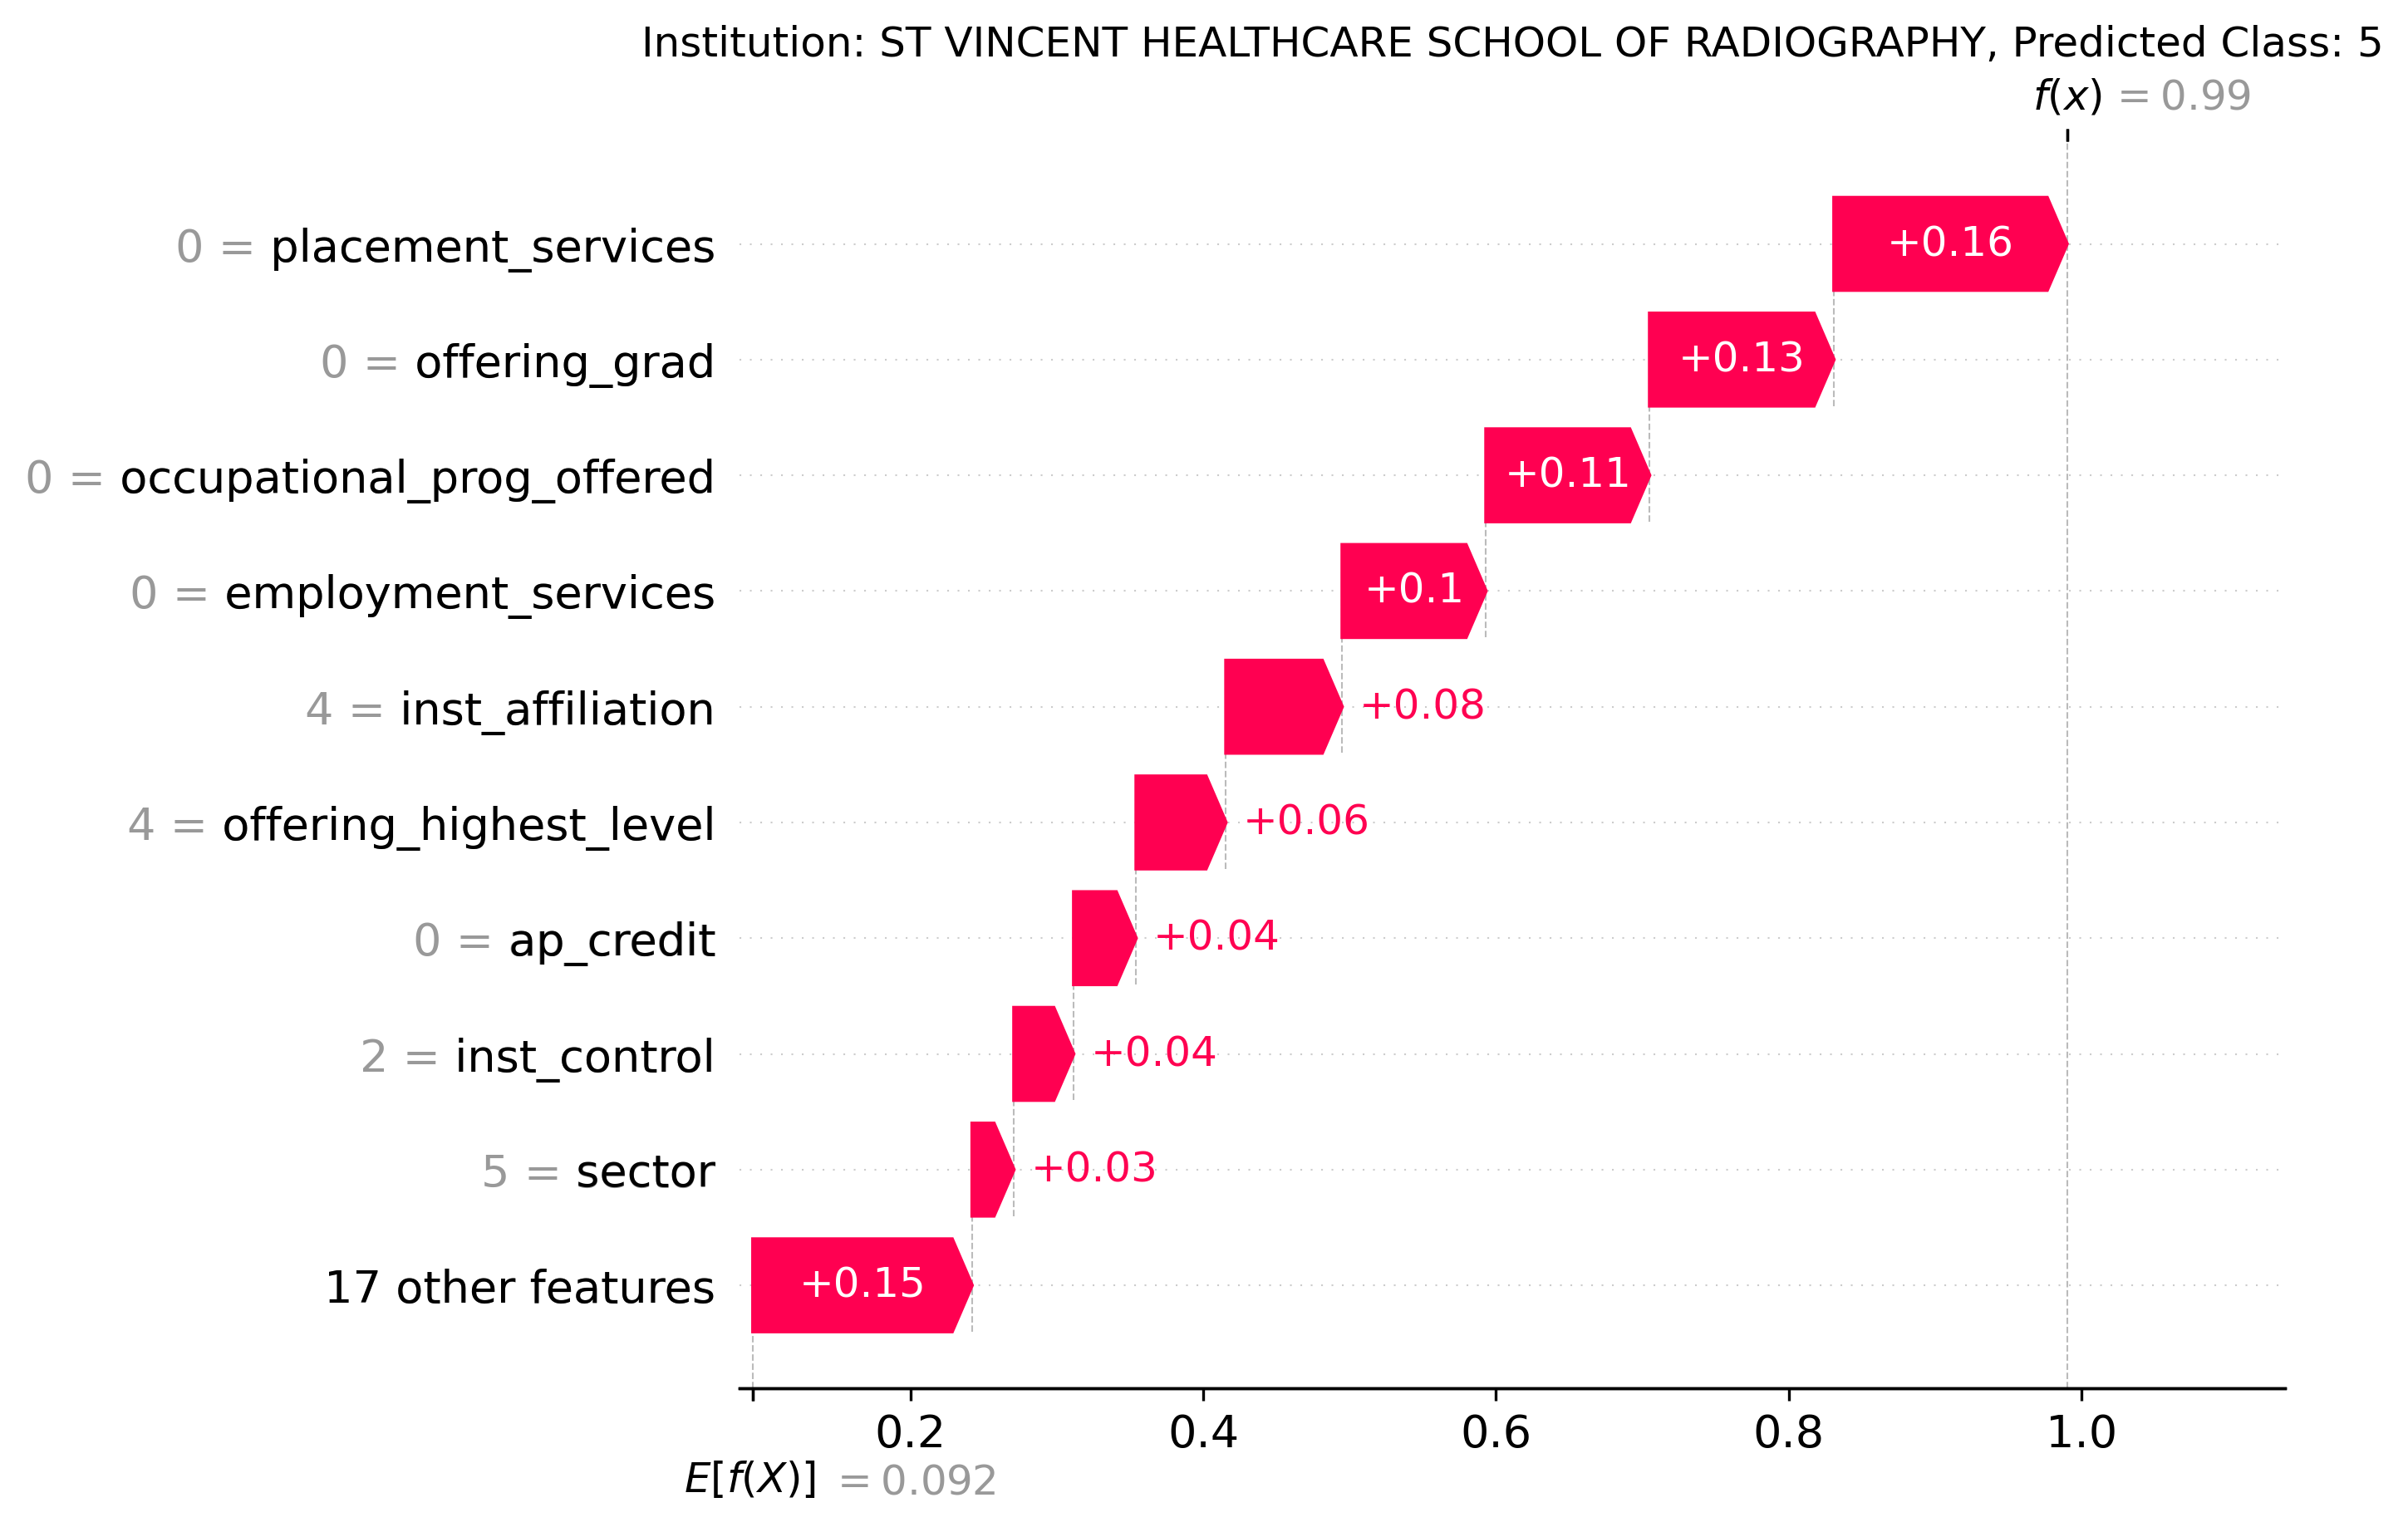 Institution: ST VINCENT HEALTHCARE SCHOOL OF RADIOGRAPHY, Predicted Class: 5
f(x) = 0.99
0 = placement_services +0.16
0 = offering_grad +0.13
0 = occupational_prog_offered +0.11
0 = employment_services +0.1
4 = inst_affiliation +0.08
4 = offering_highest_level +0.06
0 = ap_credit +0.04
2 = inst_control +0.04
5 = sector +0.03
17 other features +0.15
0.2 0.4 0.6 0.8 1.0
E[f(X)] = 0.092